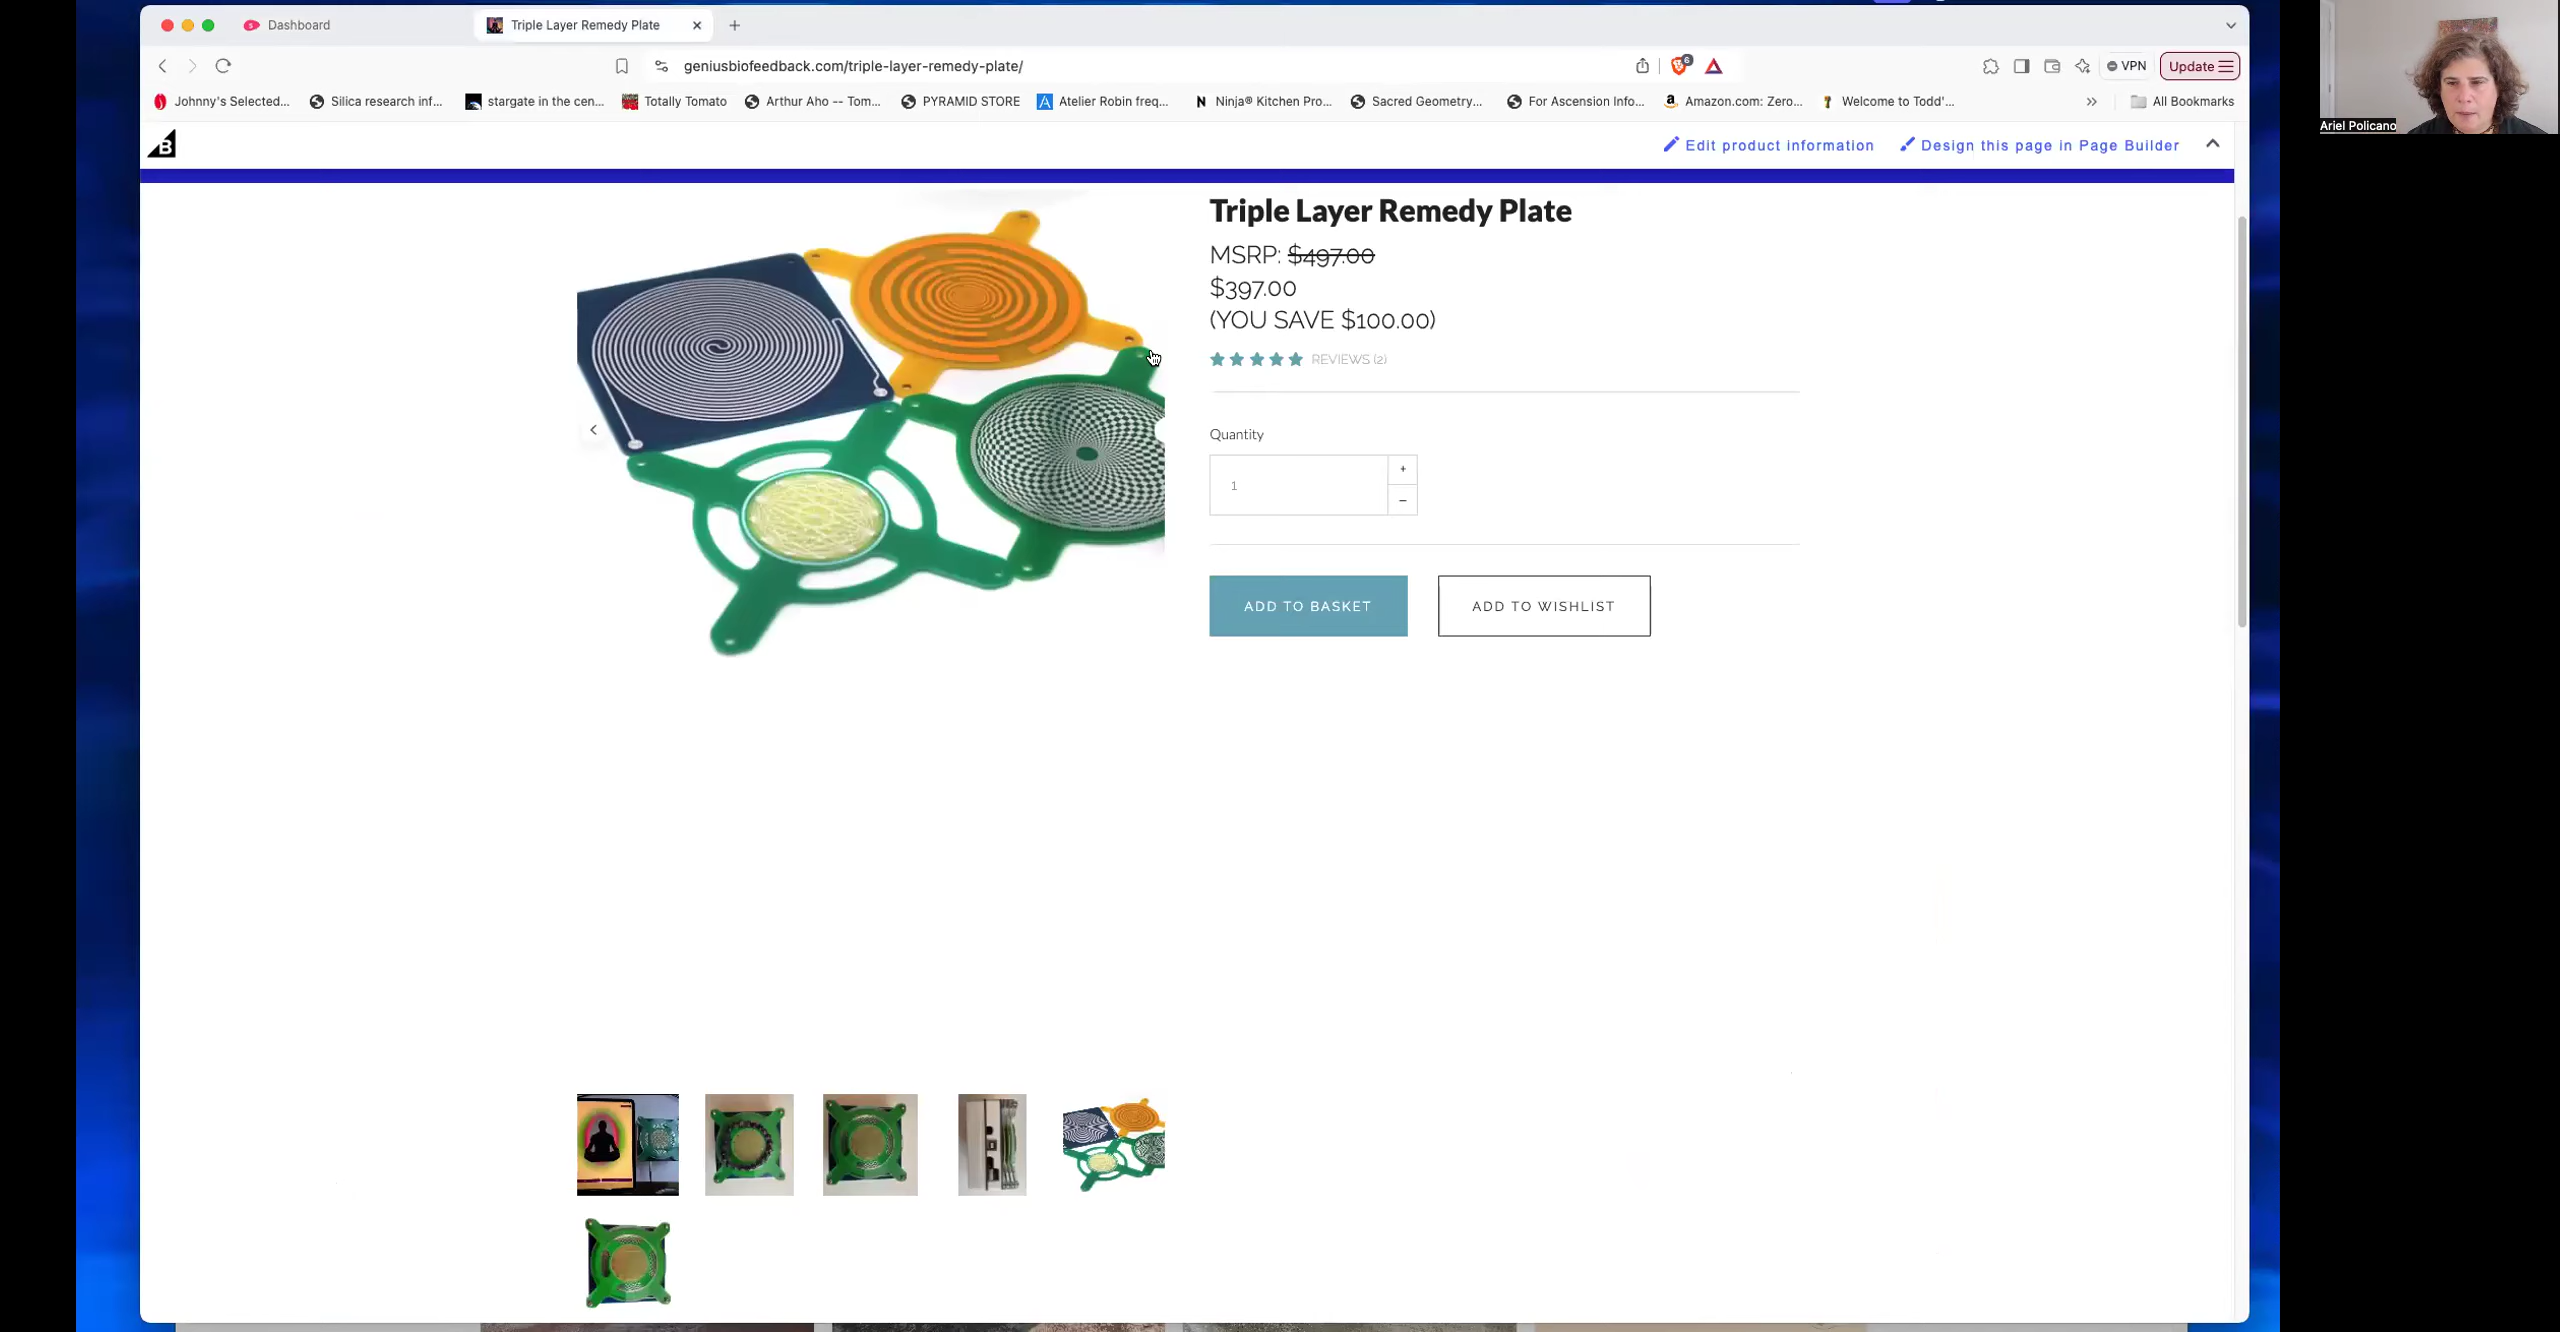 Dashboard
Triple Layer Remedy Plate
geniusbiofeedback.com/triple-layer-remedy-plate/
6
VPN
Update
Johnny's Selected...
Silica research inf...
stargate in the cen...
Totally Tomato
Arthur Aho -- Tom...
PYRAMID STORE
Atelier Robin freq...
Ninja® Kitchen Pro...
Sacred Geometry...
For Ascension Info...
Amazon.com: Zero...
Welcome to Todd'...
All Bookmarks
Edit product information
Design this page in Page Builder
Ariel Policano
Triple Layer Remedy Plate
MSRP: $497.00
$397.00
(YOU SAVE $100.00)
REVIEWS (2)
Quantity
1
ADD TO BASKET
ADD TO WISHLIST